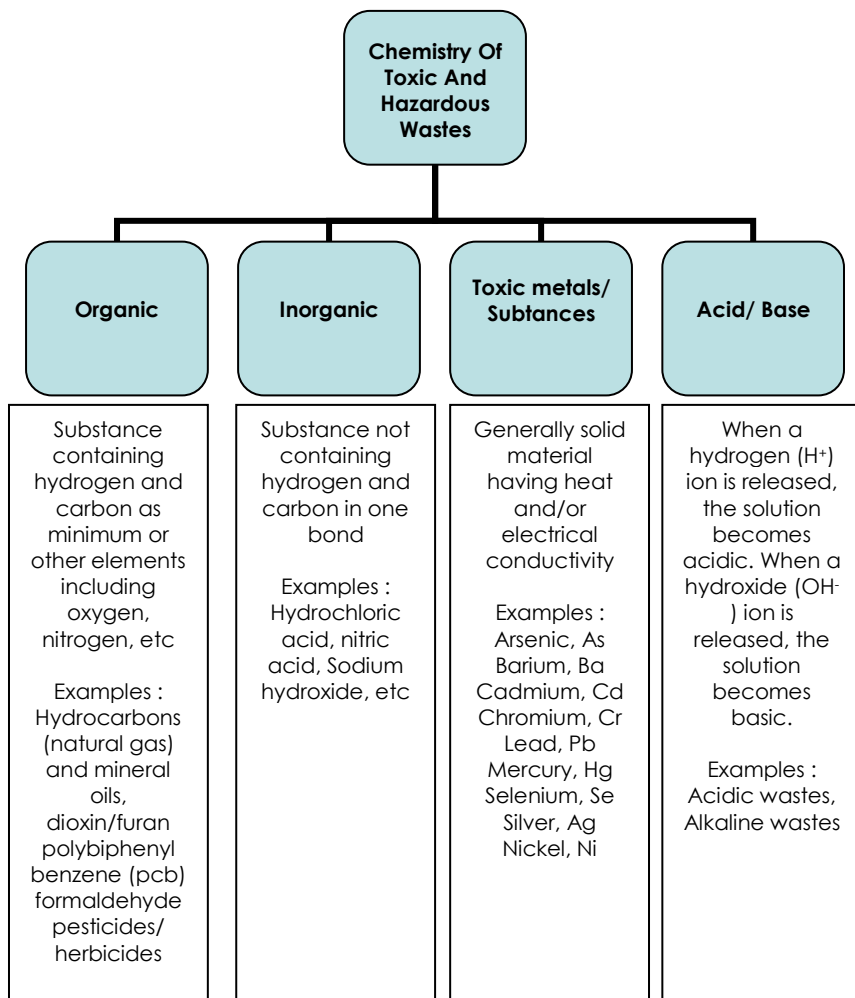 Chemistry Of
Toxic And
Hazardous
Wastes
Organic
Inorganic
Toxic metals/
Subtances
Acid/ Base
Substance
containing
hydrogen and
carbon as
minimum or
other elements
including
oxygen,
nitrogen, etc
Examples :
Hydrocarbons
(natural gas)
and mineral
oils,
dioxin/furan
polybiphenyl
benzene (pcb)
formaldehyde
pesticides/
herbicides
Substance not
containing
hydrogen and
carbon in one
bond
Examples :
Hydrochloric
acid, nitric
acid, Sodium
hydroxide, etc
Generally solid
material
having heat
and/or
electrical
conductivity
Examples :
Arsenic, As
Barium, Ba
Cadmium, Cd
Chromium, Cr
Lead, Pb
Mercury, Hg
Selenium, Se
Silver, Ag
Nickel, Ni
When a
hydrogen (H⁺)
ion is released,
the solution
becomes
acidic. When a
hydroxide (OH⁻
) ion is
released, the
solution
becomes
basic.
Examples :
Acidic wastes,
Alkaline wastes